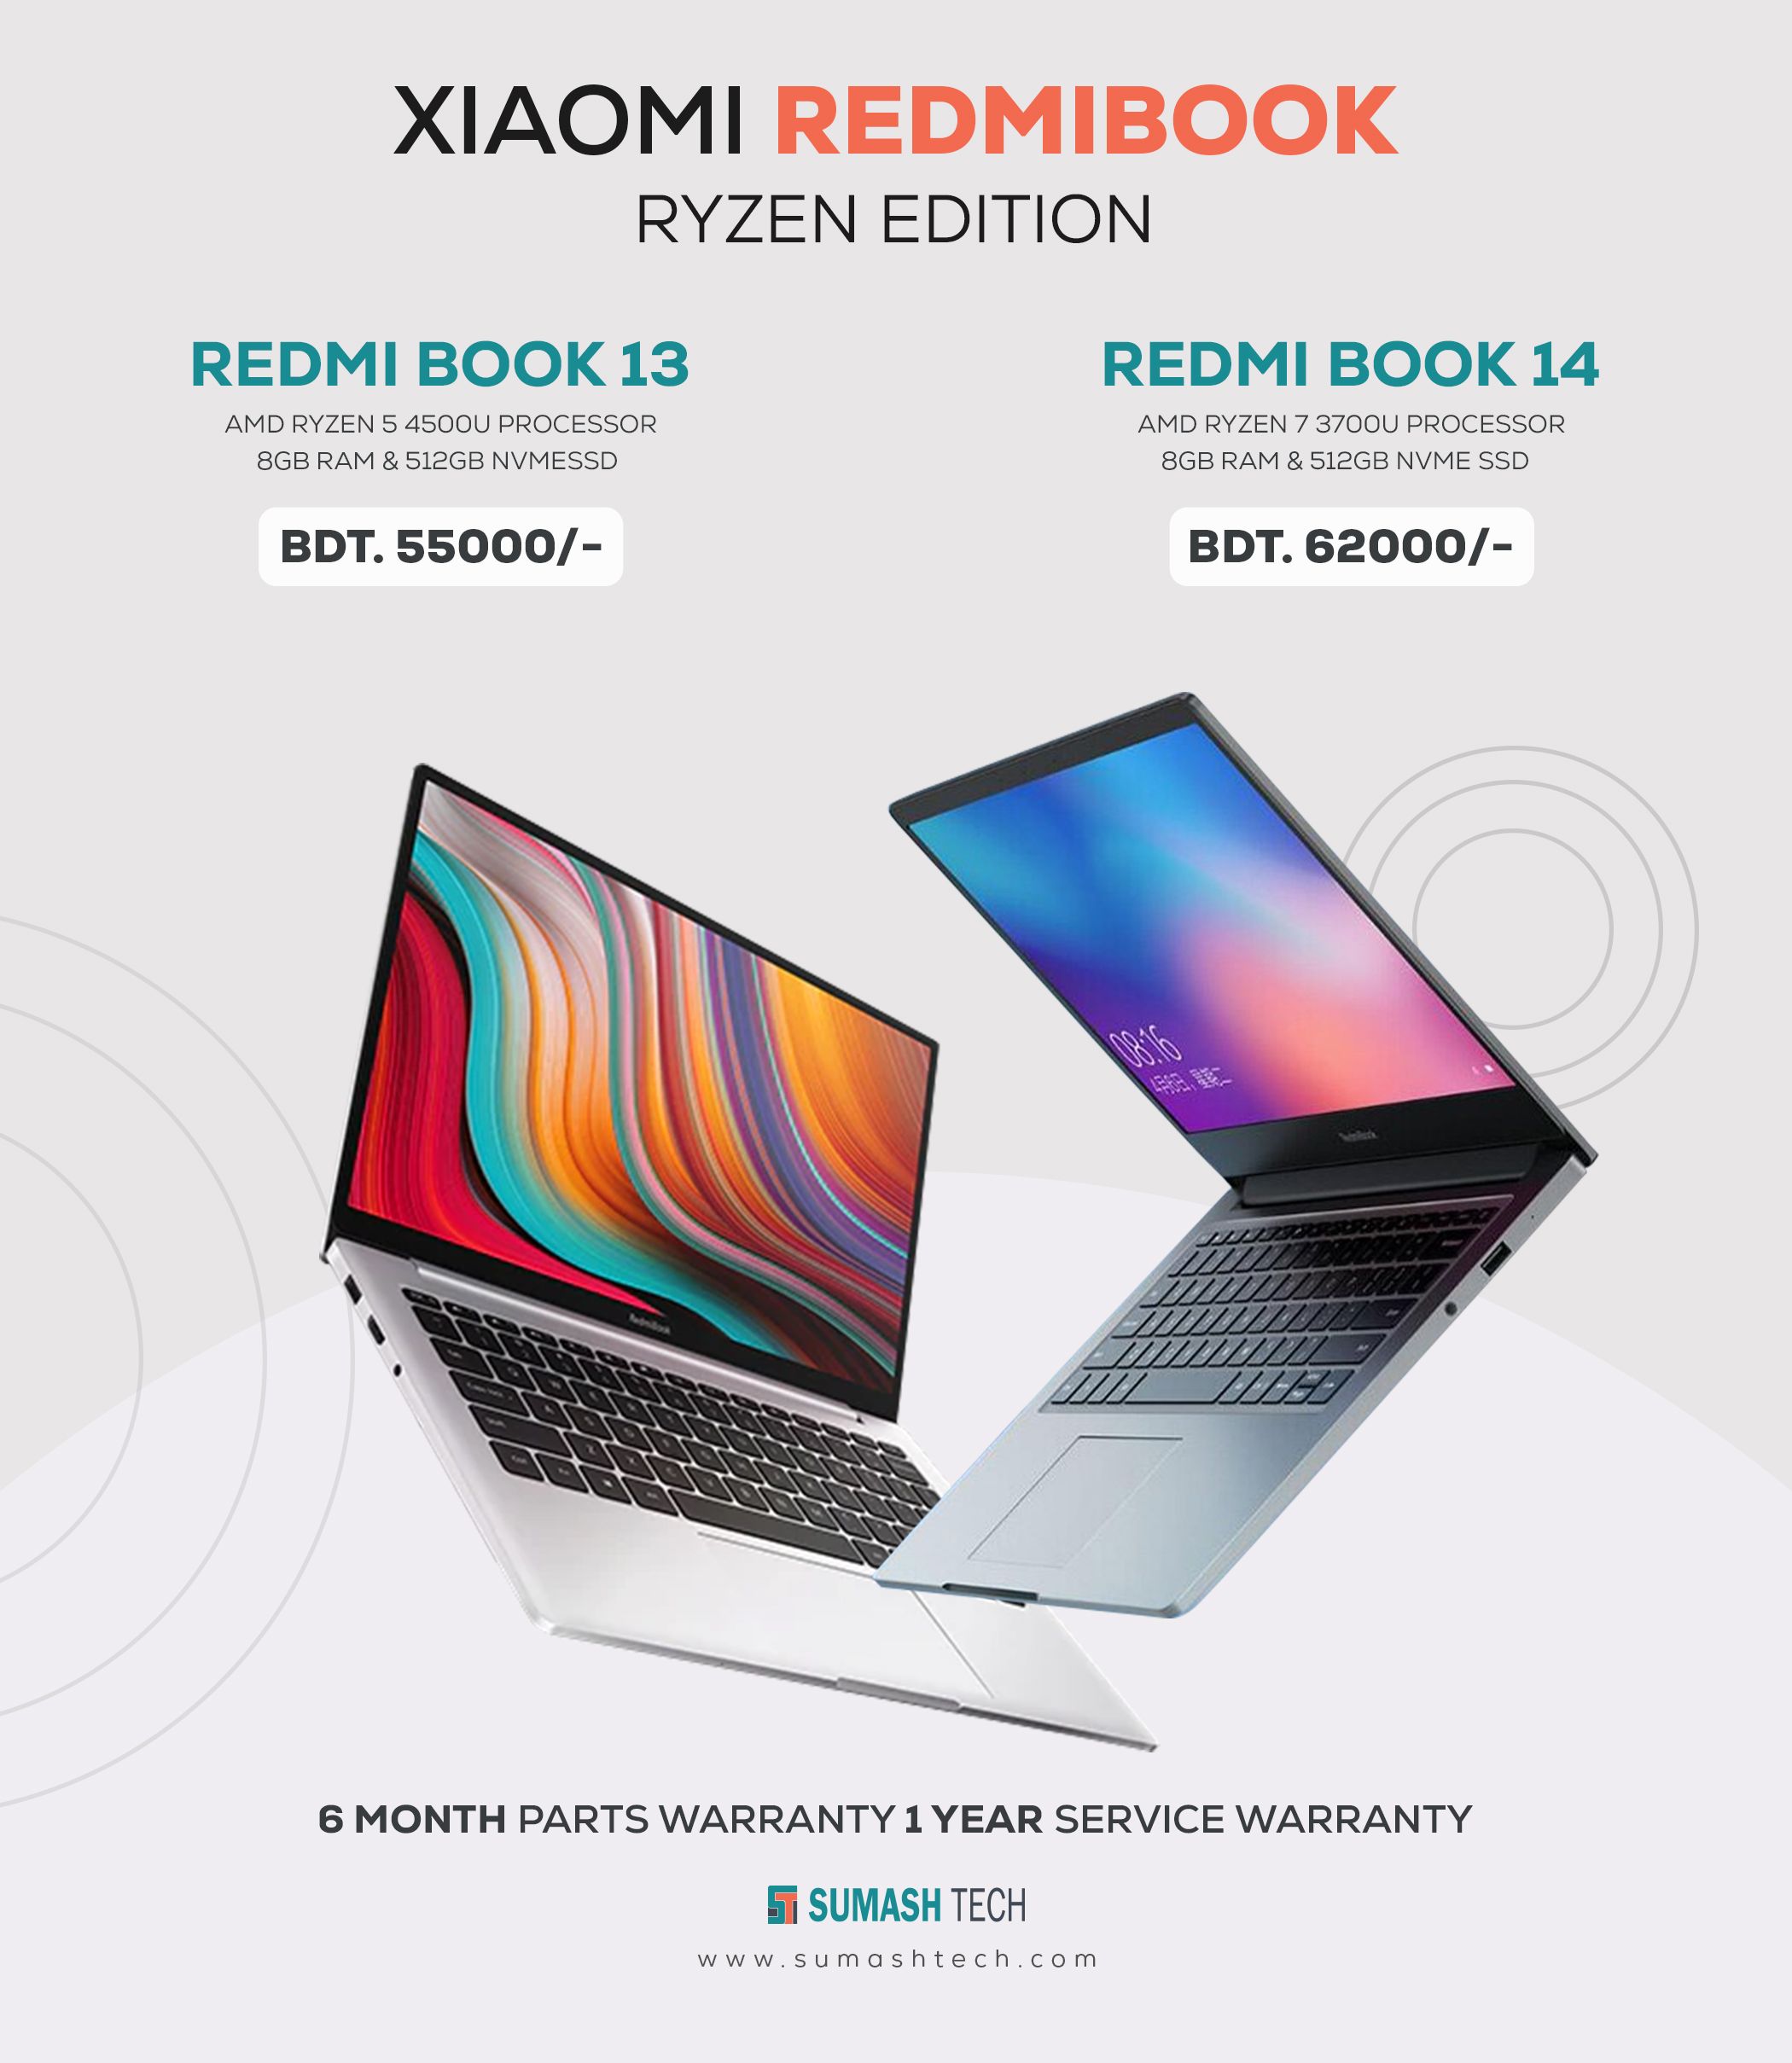 XIAOMI REDMIBOOK
RYZEN EDITION
REDMI BOOK 13
AMD RYZEN 5 4500U PROCESSOR
8GB RAM & 512GB NVMESSD
BDT. 55000/-
REDMI BOOK 14
AMD RYZEN 7 3700U PROCESSOR
8GB RAM & 512GB NVME SSD
BDT. 62000/-
08:16
RedmiBook
RedmiBook
6 MONTH PARTS WARRANTY 1 YEAR SERVICE WARRANTY
SUMASH TECH
www.sumashtech.com